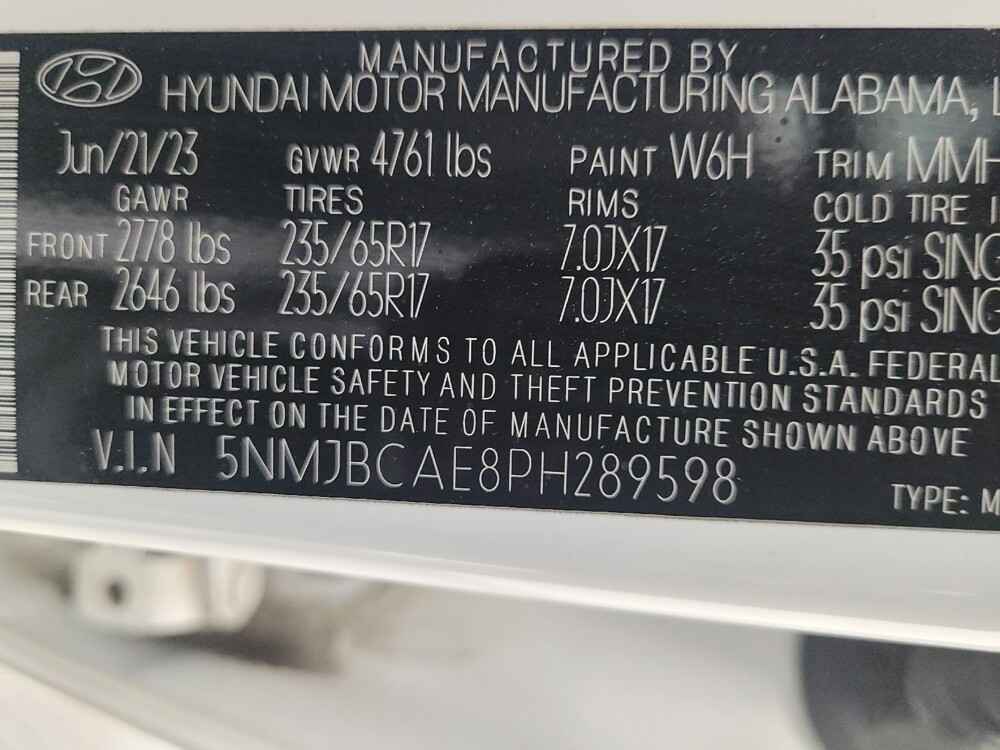 MANUFACTURED BY
HYUNDAI MOTOR MANUFACTURING ALABAMA,
Jun/21/23 GVWR 4761 lbs PAINT W6H TRIM MMH
GAWR TIRES RIMS COLD TIRE
FRONT 2778 lbs 235/65R17 7.0JX17 35 psi SING
REAR 2646 lbs 235/65R17 7.0JX17 35 psi SING
THIS VEHICLE CONFORMS TO ALL APPLICABLE U.S.A. FEDERAL
MOTOR VEHICLE SAFETY AND THEFT PREVENTION STANDARDS
IN EFFECT ON THE DATE OF MANUFACTURE SHOWN ABOVE
V.I.N 5NMJBCAE8PH289598
TYPE: M